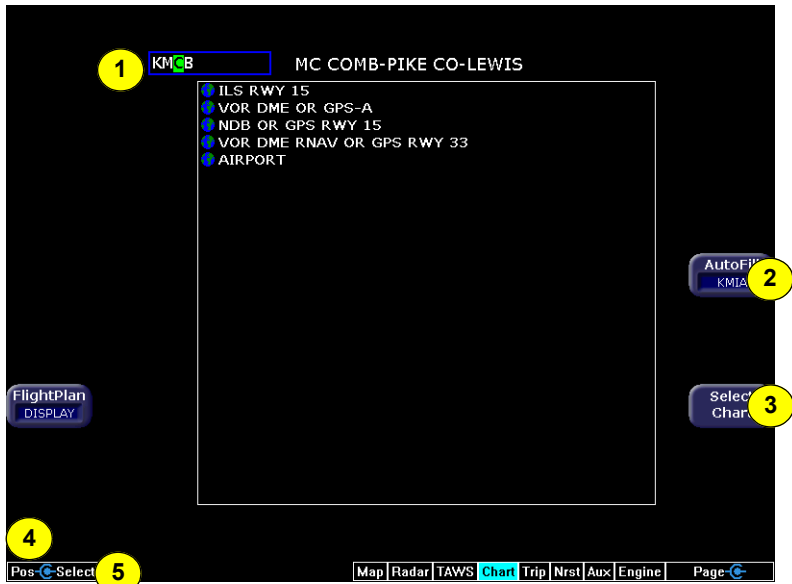 1 KMCB MC COMB-PIKE CO-LEWIS
ILS RWY 15
VOR DME OR GPS-A
NDB OR GPS RWY 15
VOR DME RNAV OR GPS RWY 33
AIRPORT
AutoFill
KMIA
2
FlightPlan
DISPLAY
Select
Chart
3
4
Pos Select 5 Map Radar TAWS Chart Trip Nrst Aux Engine Page